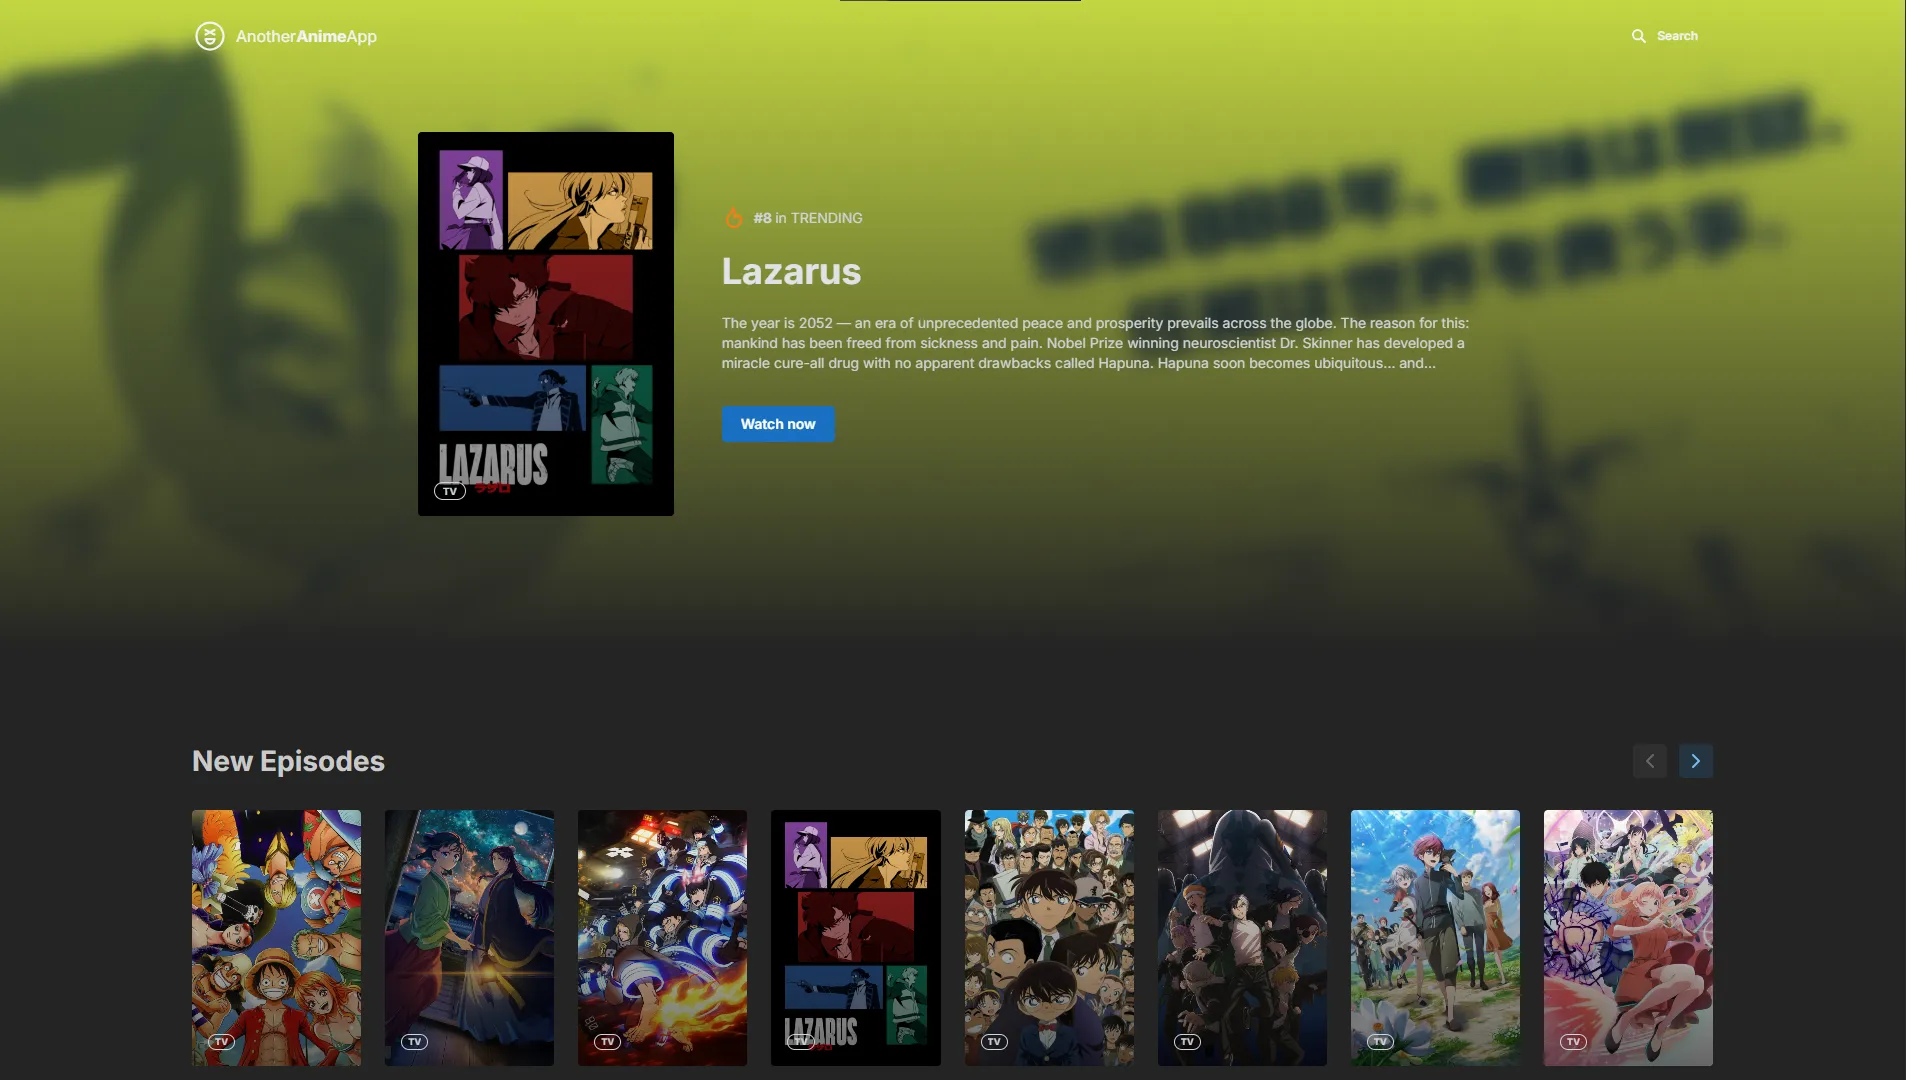 AnotherAnimeApp
Search
#8 in TRENDING
Lazarus
The year is 2052 — an era of unprecedented peace and prosperity prevails across the globe. The reason for this:
mankind has been freed from sickness and pain. Nobel Prize winning neuroscientist Dr. Skinner has developed a
miracle cure-all drug with no apparent drawbacks called Hapuna. Hapuna soon becomes ubiquitous... and...
Watch now
LAZARUS
TV
New Episodes
TV
TV
TV
LAZARUS
TV
TV
TV
TV
TV